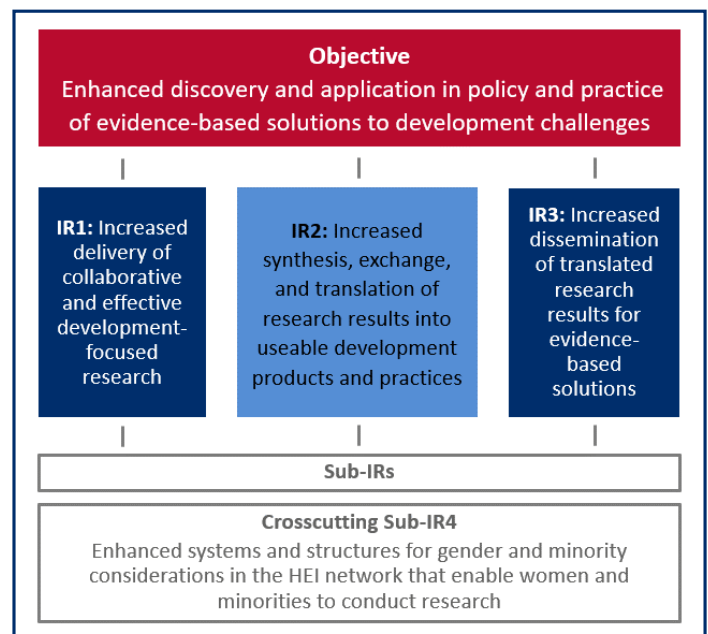 Objective
Enhanced discovery and application in policy and practice
of evidence-based solutions to development challenges
IR1: Increased
delivery of
collaborative
and effective
development-
focused
research
IR2: Increased
synthesis, exchange,
and translation of
research results into
useable development
products and practices
IR3: Increased
dissemination
of translated
research
results for
evidence-
based
solutions
Sub-IRs
Crosscutting Sub-IR4
Enhanced systems and structures for gender and minority
considerations in the HEI network that enable women and
minorities to conduct research